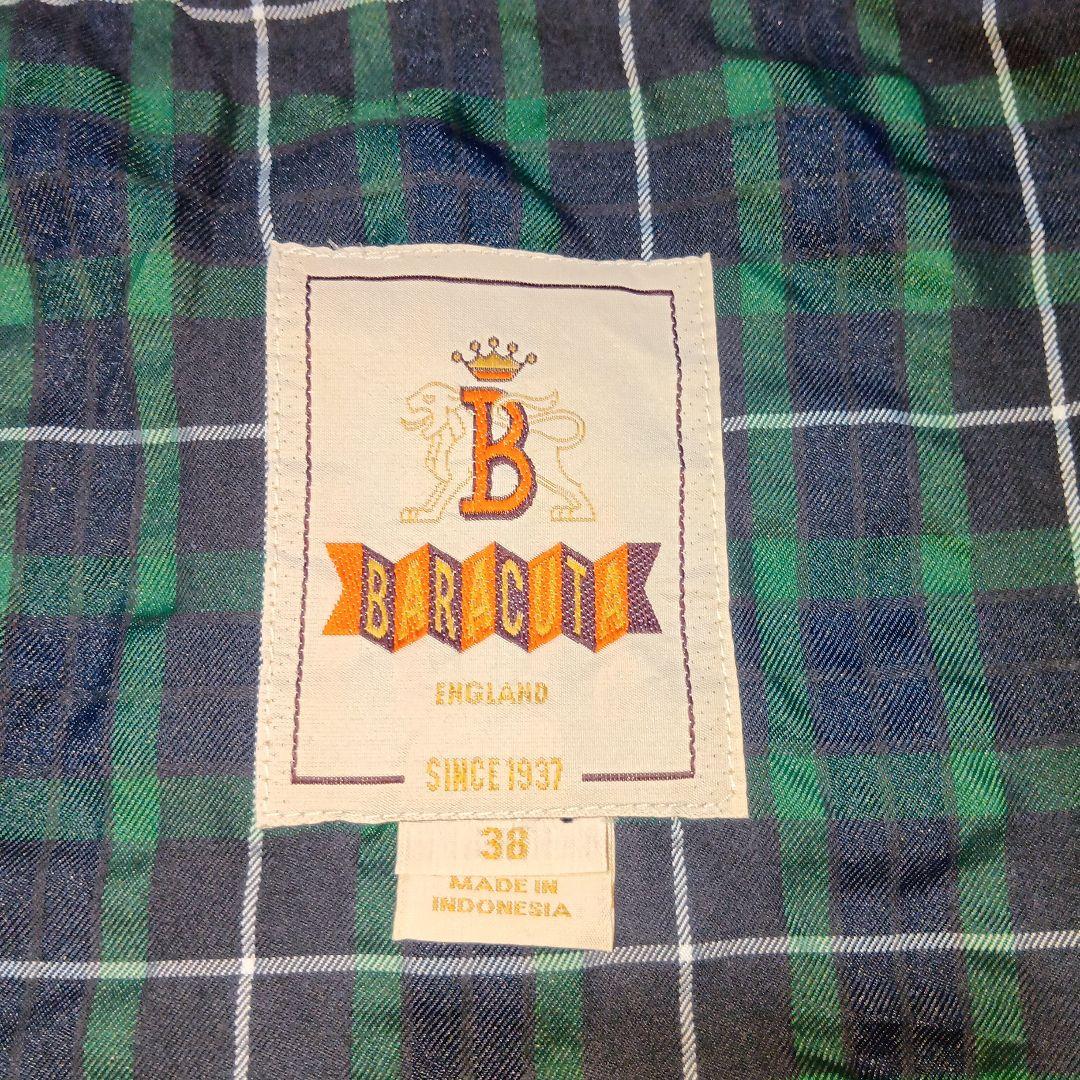 B
BARACUTA
ENGLAND
SINCE 1937
38
MADE IN
INDONESIA